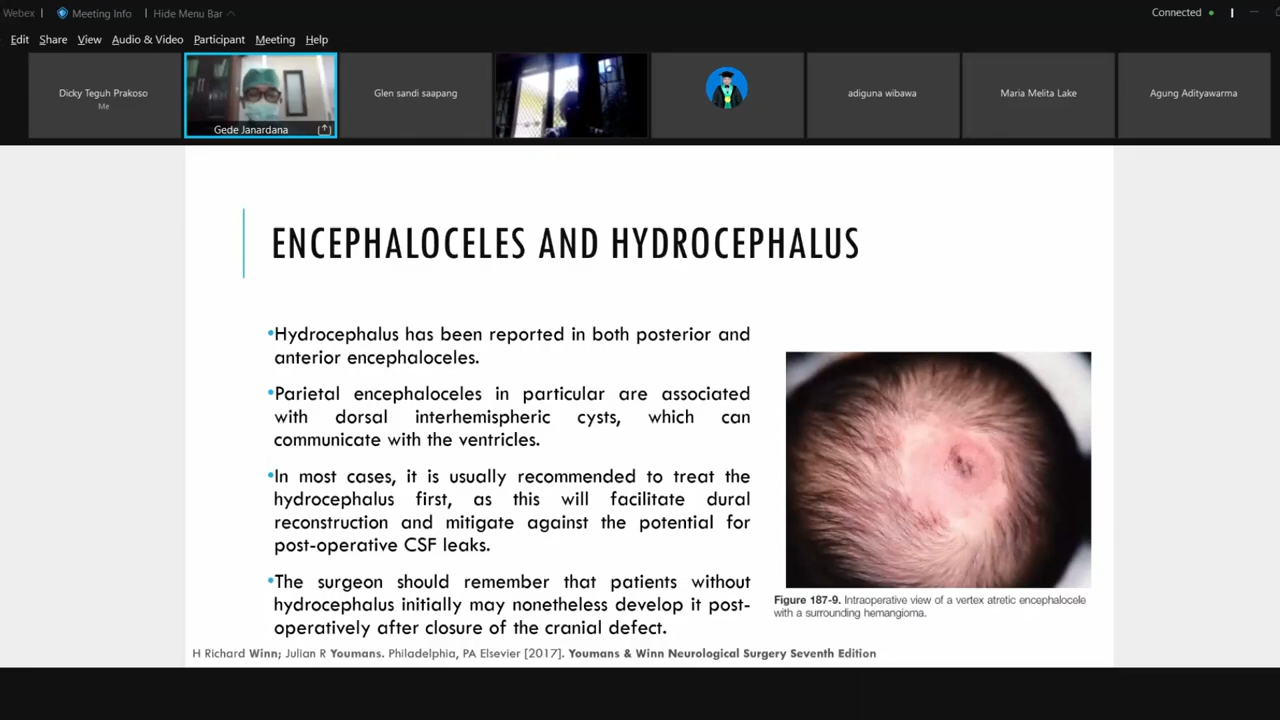 Webex Meeting Info Hide Menu Bar Connected
Edit Share View Audio & Video Participant Meeting Help
Dicky Teguh Prakoso
Me
Gede Janardana
Glen sandi saapang
adiguna wibawa
Maria Melita Lake
Agung Adityawarma
ENCEPHALOCELES AND HYDROCEPHALUS
•Hydrocephalus has been reported in both posterior and
anterior encephaloceles.
•Parietal encephaloceles in particular are associated
with dorsal interhemispheric cysts, which can
communicate with the ventricles.
•In most cases, it is usually recommended to treat the
hydrocephalus first, as this will facilitate dural
reconstruction and mitigate against the potential for
post-operative CSF leaks.
•The surgeon should remember that patients without
hydrocephalus initially may nonetheless develop it post-
operatively after closure of the cranial defect.
Figure 187-9. Intraoperative view of a vertex atretic encephalocele
with a surrounding hemangioma.
H Richard Winn; Julian R Youmans. Philadelphia, PA Elsevier [2017]. Youmans & Winn Neurological Surgery Seventh Edition